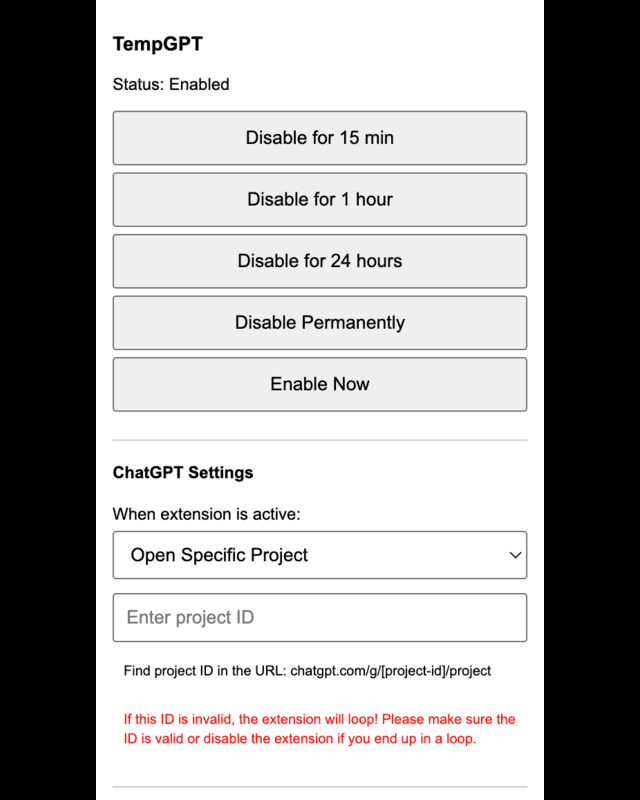 TempGPT
Status: Enabled
Disable for 15 min
Disable for 1 hour
Disable for 24 hours
Disable Permanently
Enable Now
ChatGPT Settings
When extension is active:
Open Specific Project
Enter project ID
Find project ID in the URL: chatgpt.com/g/[project-id]/project
If this ID is invalid, the extension will loop! Please make sure the
ID is valid or disable the extension if you end up in a loop.